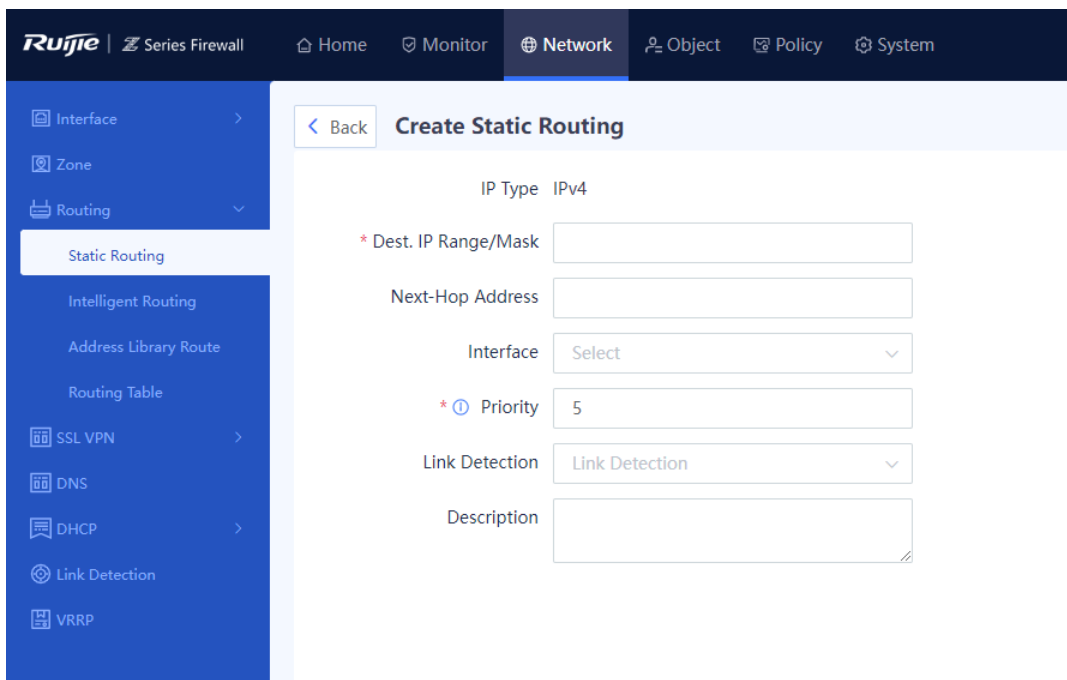 Ruijie | Z Series Firewall Home Monitor Network Object Policy System
Interface
Zone
Routing
Static Routing
Intelligent Routing
Address Library Route
Routing Table
SSL VPN
DNS
DHCP
Link Detection
VRRP
Back Create Static Routing
IP Type IPv4
* Dest. IP Range/Mask
Next-Hop Address
Interface Select
* Priority 5
Link Detection Link Detection
Description